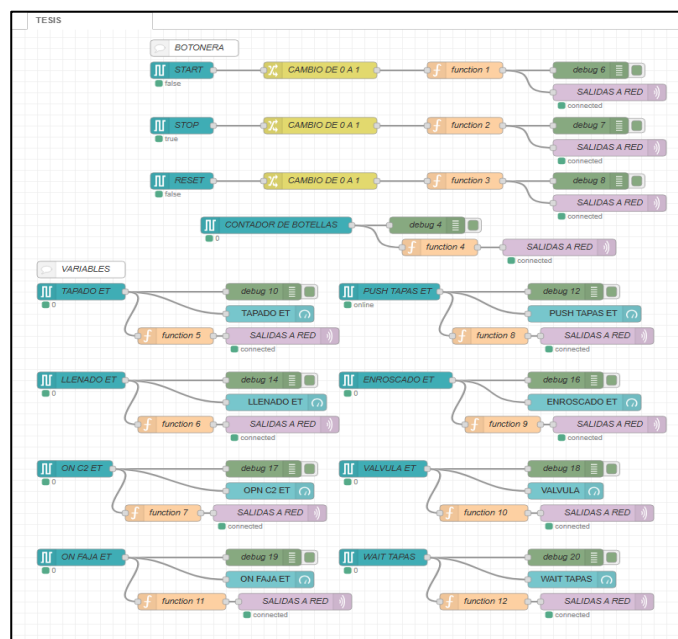 TESIS
BOTONERA
START CAMBIO DE 0 A 1 function 1 debug 6
false SALIDAS A RED
connected
STOP CAMBIO DE 0 A 1 function 2 debug 7
true SALIDAS A RED
connected
RESET CAMBIO DE 0 A 1 function 3 debug 8
false SALIDAS A RED
connected
CONTADOR DE BOTELLAS debug 4
0 function 4 SALIDAS A RED
connected
VARIABLES
TAPADO ET debug 10 PUSH TAPAS ET debug 12
0 TAPADO ET online PUSH TAPAS ET
function 5 SALIDAS A RED function 8 SALIDAS A RED
connected connected
LLENADO ET debug 14 ENROSCADO ET debug 16
0 LLENADO ET 0 ENROSCADO ET
function 6 SALIDAS A RED function 9 SALIDAS A RED
connected connected
ON C2 ET debug 17 VALVULA ET debug 18
0 OPN C2 ET 0 VALVULA
function 7 SALIDAS A RED function 10 SALIDAS A RED
connected connected
ON FAJA ET debug 19 WAIT TAPAS debug 20
0 ON FAJA ET 0 WAIT TAPAS
function 11 SALIDAS A RED function 12 SALIDAS A RED
connected connected